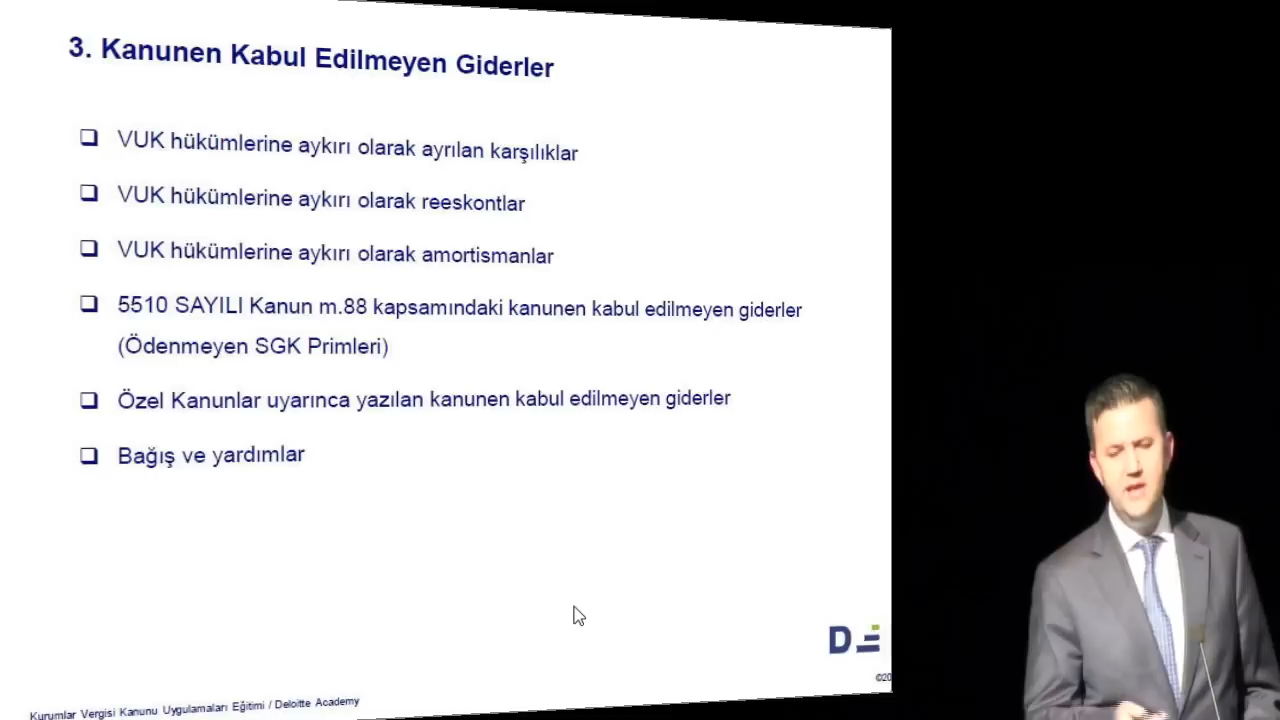 3. Kanunen Kabul Edilmeyen Giderler
VUK hükümlerine aykırı olarak ayrılan karşılıklar
VUK hükümlerine aykırı olarak reeskontlar
VUK hükümlerine aykırı olarak amortismanlar
5510 SAYILI Kanun m.88 kapsamındaki kanunen kabul edilmeyen giderler
(Ödenmeyen SGK Primleri)
Özel Kanunlar uyarınca yazılan kanunen kabul edilmeyen giderler
Bağış ve yardımlar
©20
Kurumlar Vergisi Kanunu Uygulamaları Eğitimi / Deloitte Academy